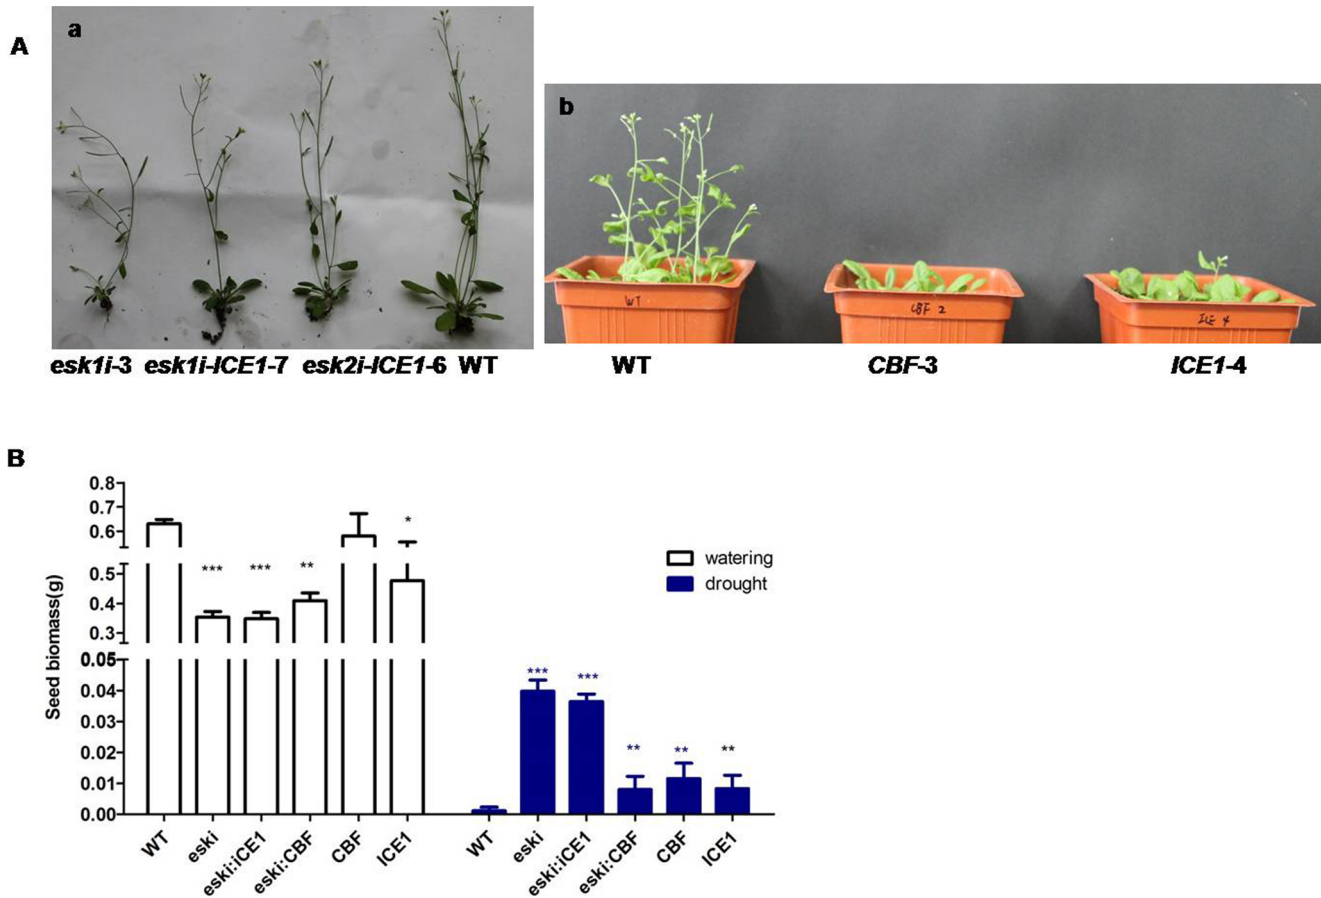 A
a
esk1i-3 esk1i-ICE1-7 esk2i-ICE1-6 WT
b
WT
CBF 2
ICE 4
WT CBF-3 ICE1-4
B
Seed biomass(g)
0.8
0.7
0.6
0.5
0.4
0.3
0.05
0.04
0.03
0.02
0.01
0.00
*** *** ** *
*** *** ** ** **
watering
drought
WT eski eski:iCE1 eski:CBF CBF ICE1
WT eski eski:iCE1 eski:CBF CBF ICE1